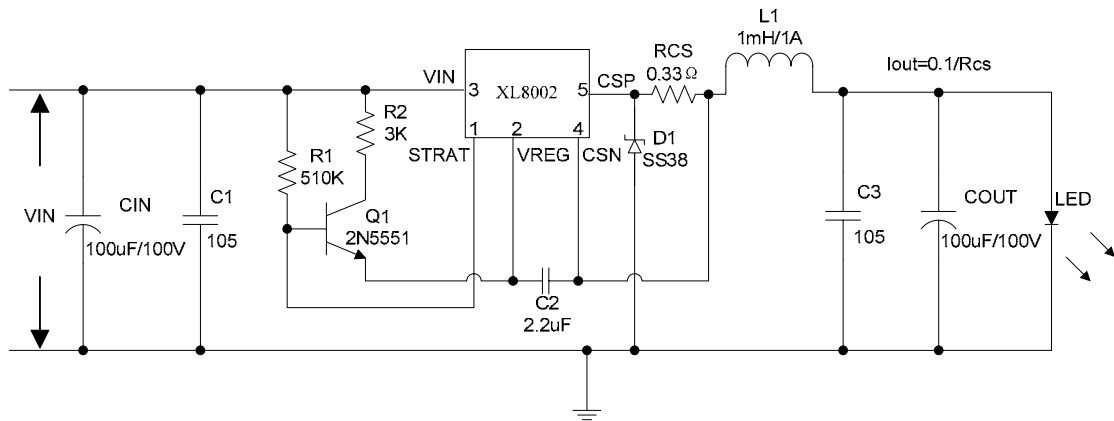 L1
1mH/1A
RCS
0.33Ω
Iout=0.1/Rcs
VIN
3
XL8002
5
CSP
1
2
4
R2
3K
STRAT
VREG
CSN
D1
SS38
R1
510K
VIN
CIN
100uF/100V
C1
105
Q1
2N5551
C2
2.2uF
C3
105
COUT
100uF/100V
LED